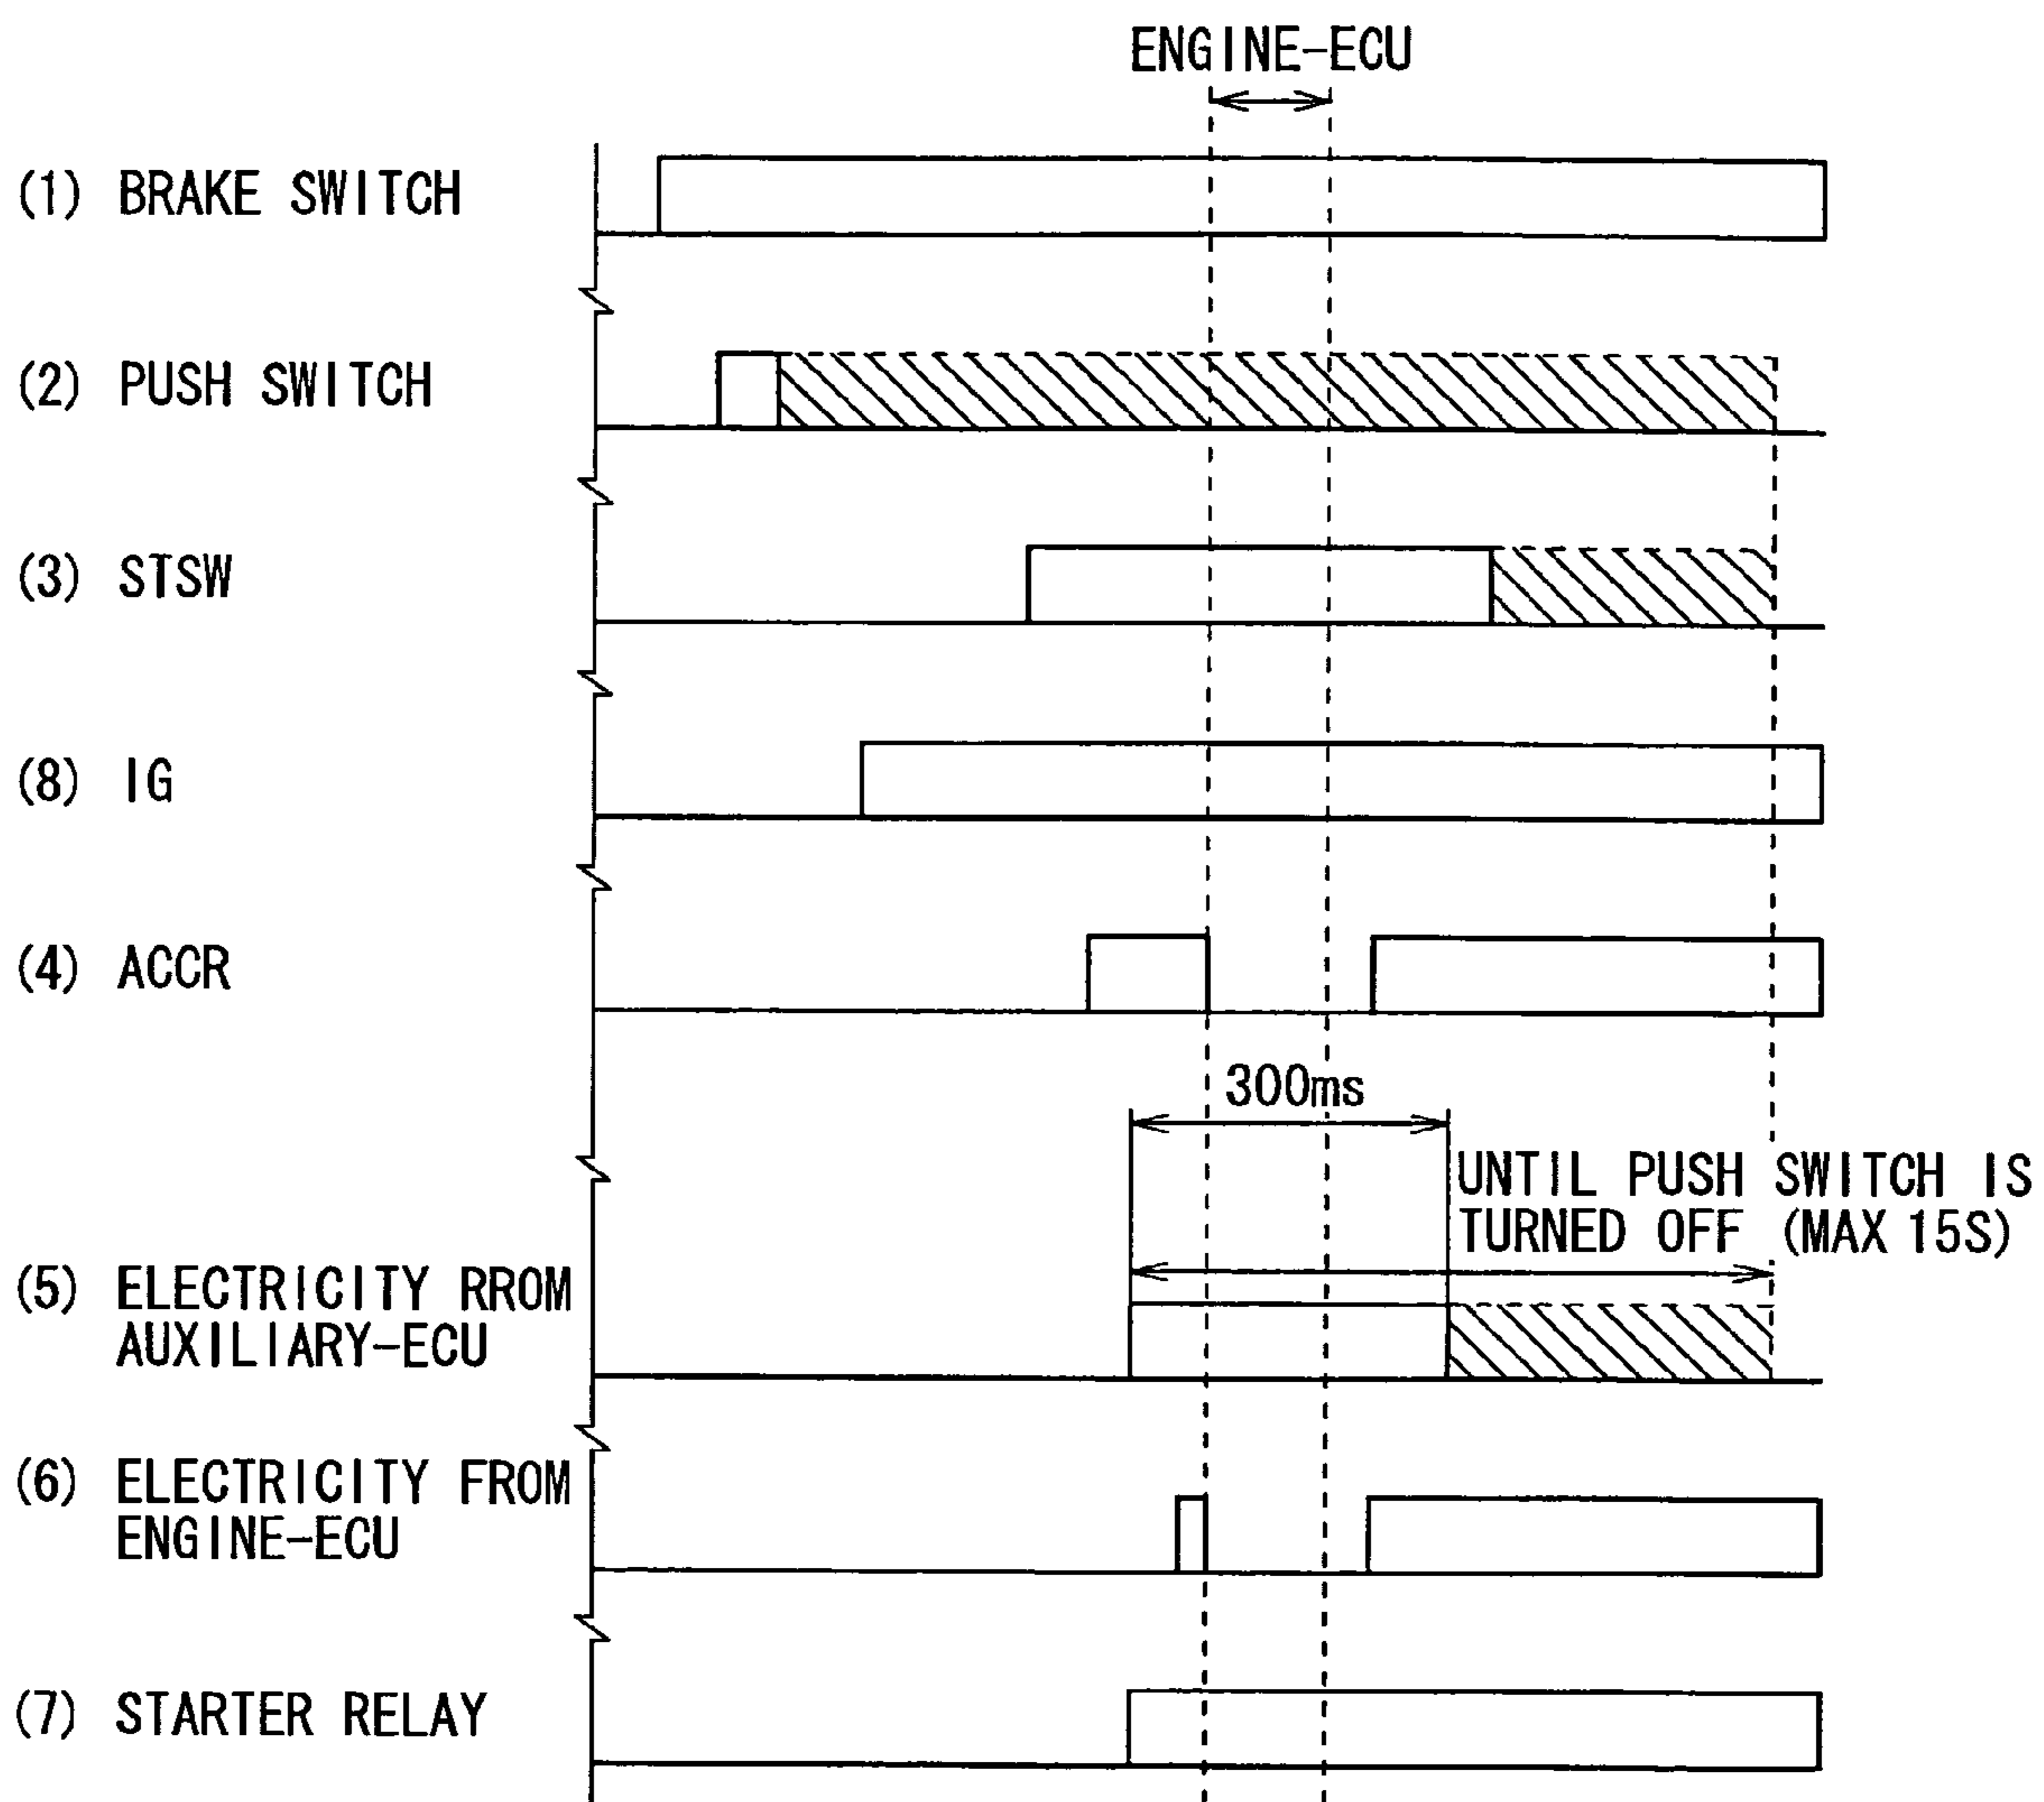 ENGINE-ECU
(1) BRAKE SWITCH
(2) PUSH SWITCH
(3) STSW
(8) IG
(4) ACCR
300ms
UNTIL PUSH SWITCH IS
TURNED OFF (MAX 15S)
(5) ELECTRICITY RROM
AUXILIARY-ECU
(6) ELECTRICITY FROM
ENGINE-ECU
(7) STARTER RELAY